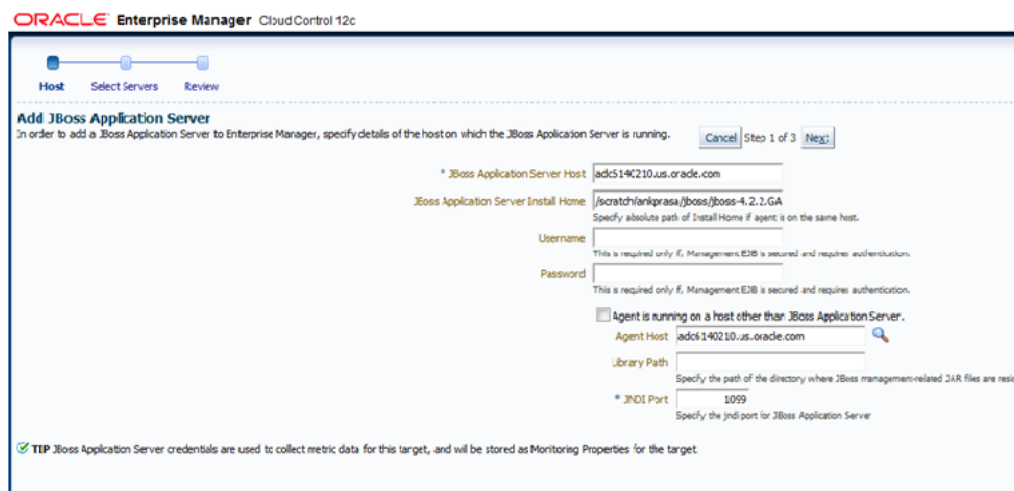 ORACLE Enterprise Manager Cloud Control 12c
Host Select Servers Review
Add JBoss Application Server
In order to add a JBoss Application Server to Enterprise Manager, specify details of the host on which the JBoss Application Server is running.
Cancel Step 1 of 3 Next
* JBoss Application Server Host adc6140210.us.oracle.com
JBoss Application Server Install Home /scratch/ankprasa/jboss/jboss-4.2.2.GA
Specify absolute path of Install Home if agent is on the same host.
Username
This is required only if, Management EJB is secured and requires authentication.
Password
This is required only if, Management EJB is secured and requires authentication.
Agent is running on a host other than JBoss Application Server.
Agent Host adc6140210.us.oracle.com
Library Path
Specify the path of the directory where JBoss management-related JAR files are resid
* JNDI Port 1099
Specify the jndi port for JBoss Application Server
TIP JBoss Application Server credentials are used to collect metric data for this target, and will be stored as Monitoring Properties for the target